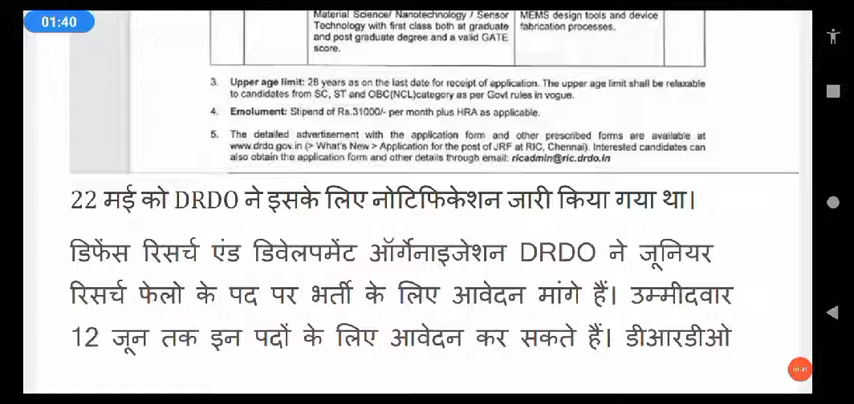 01:40
Material Science/ Nanotechnology / Sensor
Technology with first class both at graduate
and post graduate degree and a valid GATE
score.
MEMS design tools and device
fabrication processes.
3. Upper age limit: 28 years as on the last date for receipt of application. The upper age limit shall be relaxable
to candidates from SC, ST and OBC(NCL)category as per Govt rules in vogue.
4. Emolument: Stipend of Rs.31000/- per month plus HRA as applicable.
5. The detailed advertisement with the application form and other prescribed forms are available at
www.drdo.gov.in (> What's New > Application for the post of JRF at RIC, Chennai). Interested candidates can
also obtain the application form and other details through email: ricadmin@ric.drdo.in
22 मई को DRDO ने इसके लिए नोटिफिकेशन जारी किया गया था।
डिफेंस रिसर्च एंड डिवेलपमेंट ऑर्गेनाइजेशन DRDO ने जूनियर
रिसर्च फेलो के पद पर भर्ती के लिए आवेदन मांगे हैं। उम्मीदवार
12 जून तक इन पदों के लिए आवेदन कर सकते हैं। डीआरडीओ
01:41